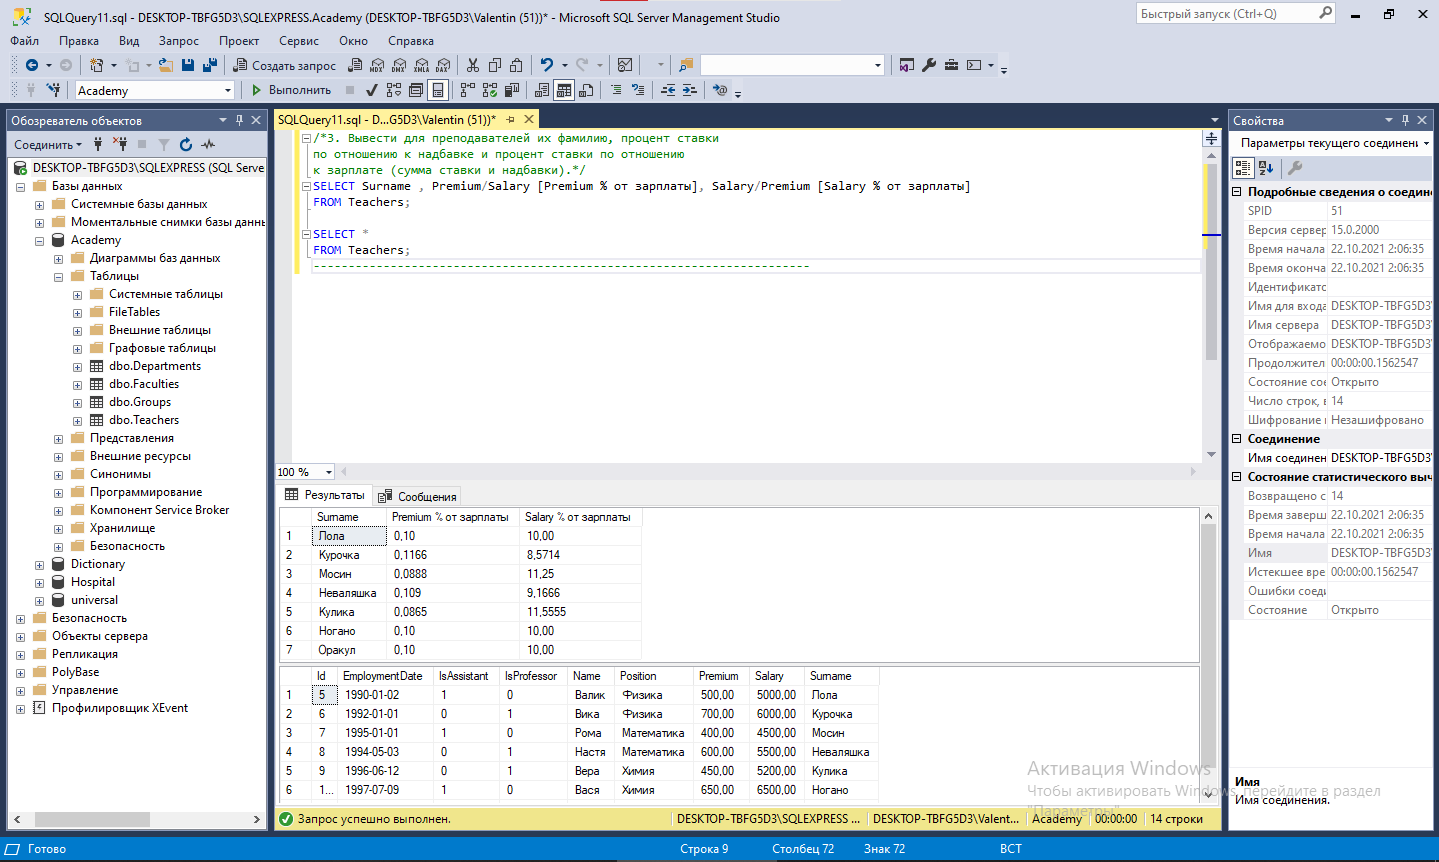 SQLQuery11.sql - DESKTOP-TBFG5D3\SQLEXPRESS.Academy (DESKTOP-TBFG5D3\Valentin (51))* - Microsoft SQL Server Management Studio
Быстрый запуск (Ctrl+Q)
Файл Правка Вид Запрос Проект Сервис Окно Справка
Создать запрос MDX DMX XMLA DAX
Academy Выполнить
Обозреватель объектов
Соединить
DESKTOP-TBFG5D3\SQLEXPRESS (SQL Serve
Базы данных
Системные базы данных
Моментальные снимки базы данны
Academy
Диаграммы баз данных
Таблицы
Системные таблицы
FileTables
Внешние таблицы
Графовые таблицы
dbo.Departments
dbo.Faculties
dbo.Groups
dbo.Teachers
Представления
Внешние ресурсы
Синонимы
Программирование
Компонент Service Broker
Хранилище
Безопасность
Dictionary
Hospital
universal
Безопасность
Объекты сервера
Репликация
PolyBase
Управление
Профилировщик XEvent
SQLQuery11.sql - D...G5D3\Valentin (51))*
/*3. Вывести для преподавателей их фамилию, процент ставки
по отношению к надбавке и процент ставки по отношению
к зарплате (сумма ставки и надбавки).*/
SELECT Surname , Premium/Salary [Premium % от зарплаты], Salary/Premium [Salary % от зарплаты]
FROM Teachers;
SELECT *
FROM Teachers;
-----------------------------------------------------------------------
100 %
Результаты Сообщения
Surname Premium % от зарплаты Salary % от зарплаты
1 Лола 0,10 10,00
2 Курочка 0,1166 8,5714
3 Мосин 0,0888 11,25
4 Неваляшка 0,109 9,1666
5 Кулика 0,0865 11,5555
6 Ногано 0,10 10,00
7 Оракул 0,10 10,00
Id EmploymentDate IsAssistant IsProfessor Name Position Premium Salary Surname
1 5 1990-01-02 1 0 Валик Физика 500,00 5000,00 Лола
2 6 1992-01-01 0 1 Вика Физика 700,00 6000,00 Курочка
3 7 1995-01-01 1 0 Рома Математика 400,00 4500,00 Мосин
4 8 1994-05-03 0 1 Настя Математика 600,00 5500,00 Неваляшка
5 9 1996-06-12 0 1 Вера Химия 450,00 5200,00 Кулика
6 1... 1997-07-09 1 0 Вася Химия 650,00 6500,00 Ногано
Запрос успешно выполнен. DESKTOP-TBFG5D3\SQLEXPRESS ... DESKTOP-TBFG5D3\Valent... Academy 00:00:00 14 строки
Свойства
Параметры текущего соединени
Подробные сведения о соедин
SPID 51
Версия сервер 15.0.2000
Время начала 22.10.2021 2:06:35
Время оконча 22.10.2021 2:06:35
Идентификатс
Имя для входа DESKTOP-TBFG5D3\
Имя сервера DESKTOP-TBFG5D3\
Отображаемо DESKTOP-TBFG5D3\
Продолжител 00:00:00.1562547
Состояние сое Открыто
Число строк, в 14
Шифрование Незашифровано
Соединение
Имя соединен DESKTOP-TBFG5D3\
Состояние статистического выч
Возвращено с 14
Время заверш 22.10.2021 2:06:35
Время начала 22.10.2021 2:06:35
Имя DESKTOP-TBFG5D3\
Истекшее вре 00:00:00.1562547
Ошибки соеди
Состояние Открыто
Имя
Имя соединения.
Активация Windows
Чтобы активировать Windows, перейдите в раздел
"Параметры".
Готово Строка 9 Столбец 72 Знак 72 ВСТ